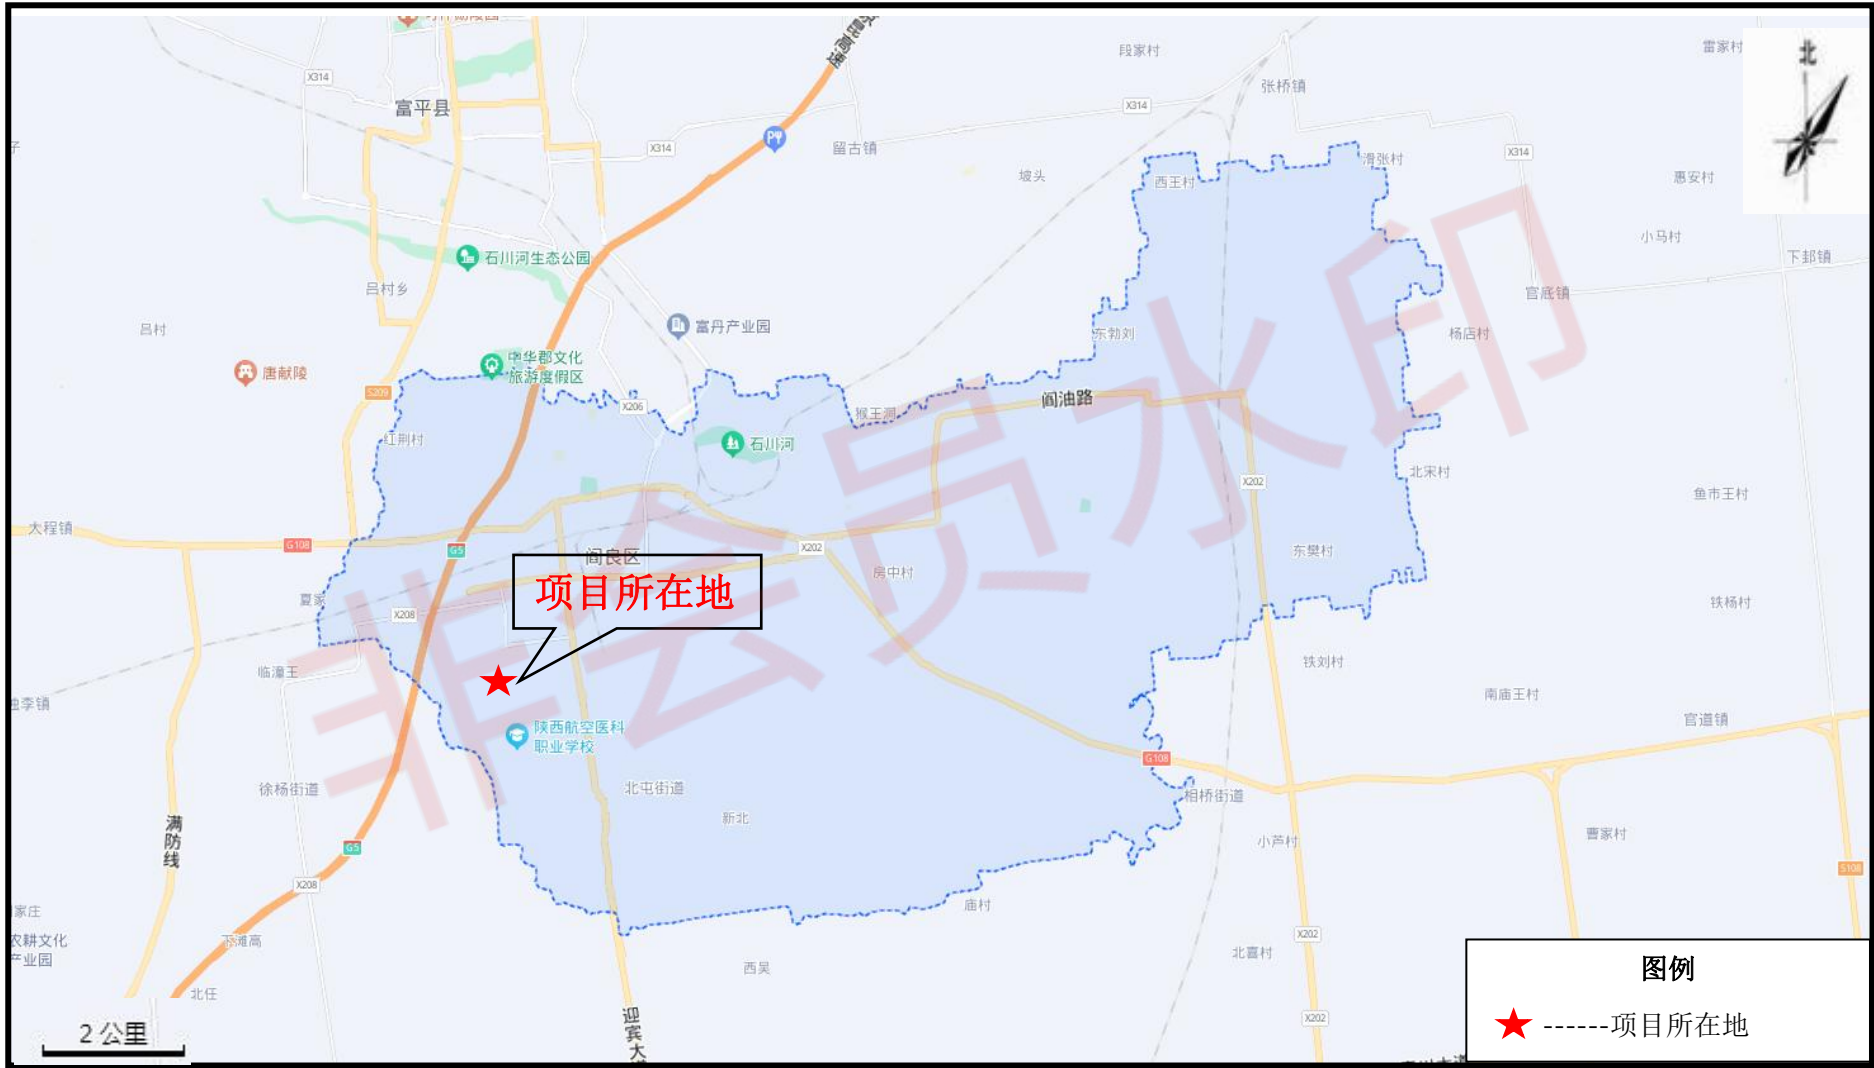 X314
富平县
X314
留古镇
段家村
X314
张桥镇
雷家村
北
坡头
西王村
滑张村
X314
惠安村
小马村
下邽镇
石川河生态公园
吕村乡
吕村
富丹产业园
官底镇
东勃刘
杨店村
中华郡文化
旅游度假区
唐献陵
S209
X206
猴王洞
阎油路
红荆村
石川河
北宋村
X202
鱼市王村
大程镇
G108
G5
X202
阎良区
东樊村
房中村
项目所在地
夏家
X208
铁杨村
临潼王
铁刘村
南庙王村
官道镇
陕西航空医科
职业学校
G108
徐杨街道
北屯街道
相桥街道
新北
满防线
小芦村
曹家村
G5
S108
X208
庙村
家庄
农耕文化
产业园
下滩高
X202
北喜村
西吴
北任
图例
------项目所在地
X202
迎宾大道
2 公里
非会员水印